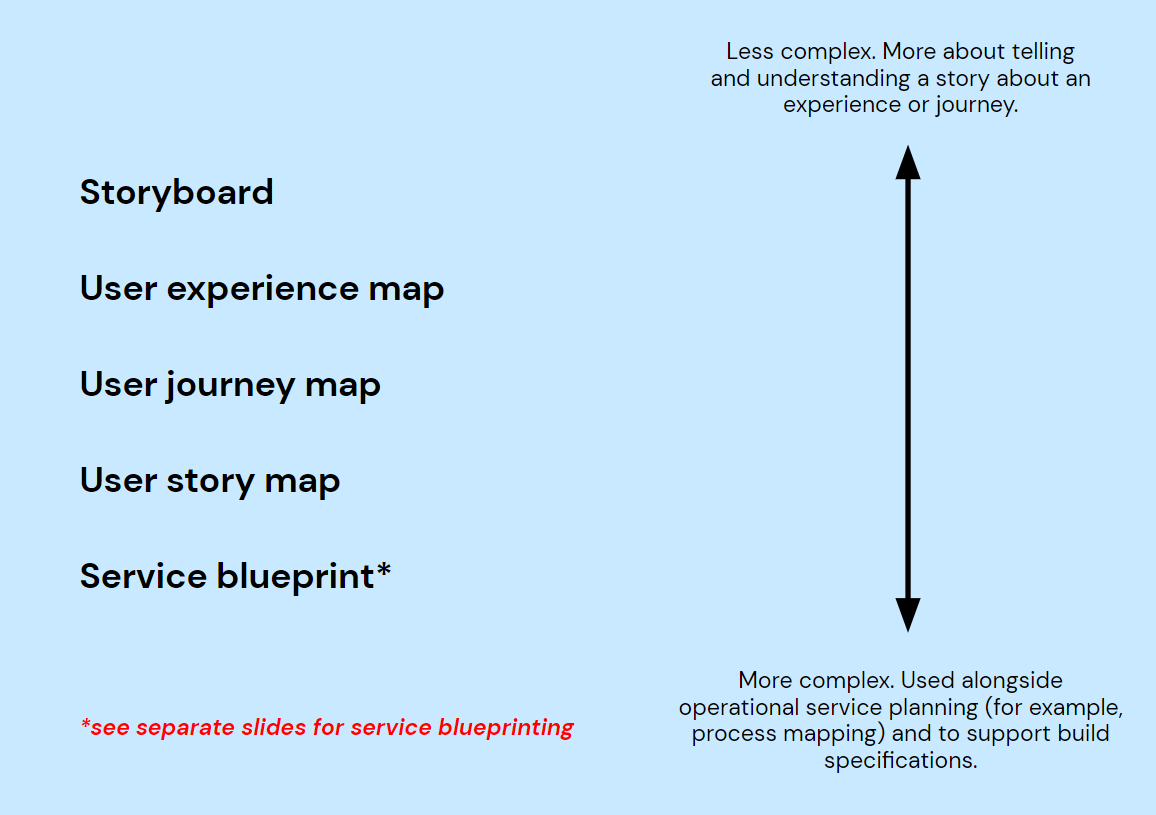 Less complex. More about telling
and understanding a story about an
experience or journey.
Storyboard
User experience map
User journey map
User story map
Service blueprint*
*see separate slides for service blueprinting
More complex. Used alongside
operational service planning (for example,
process mapping) and to support build
specifications.